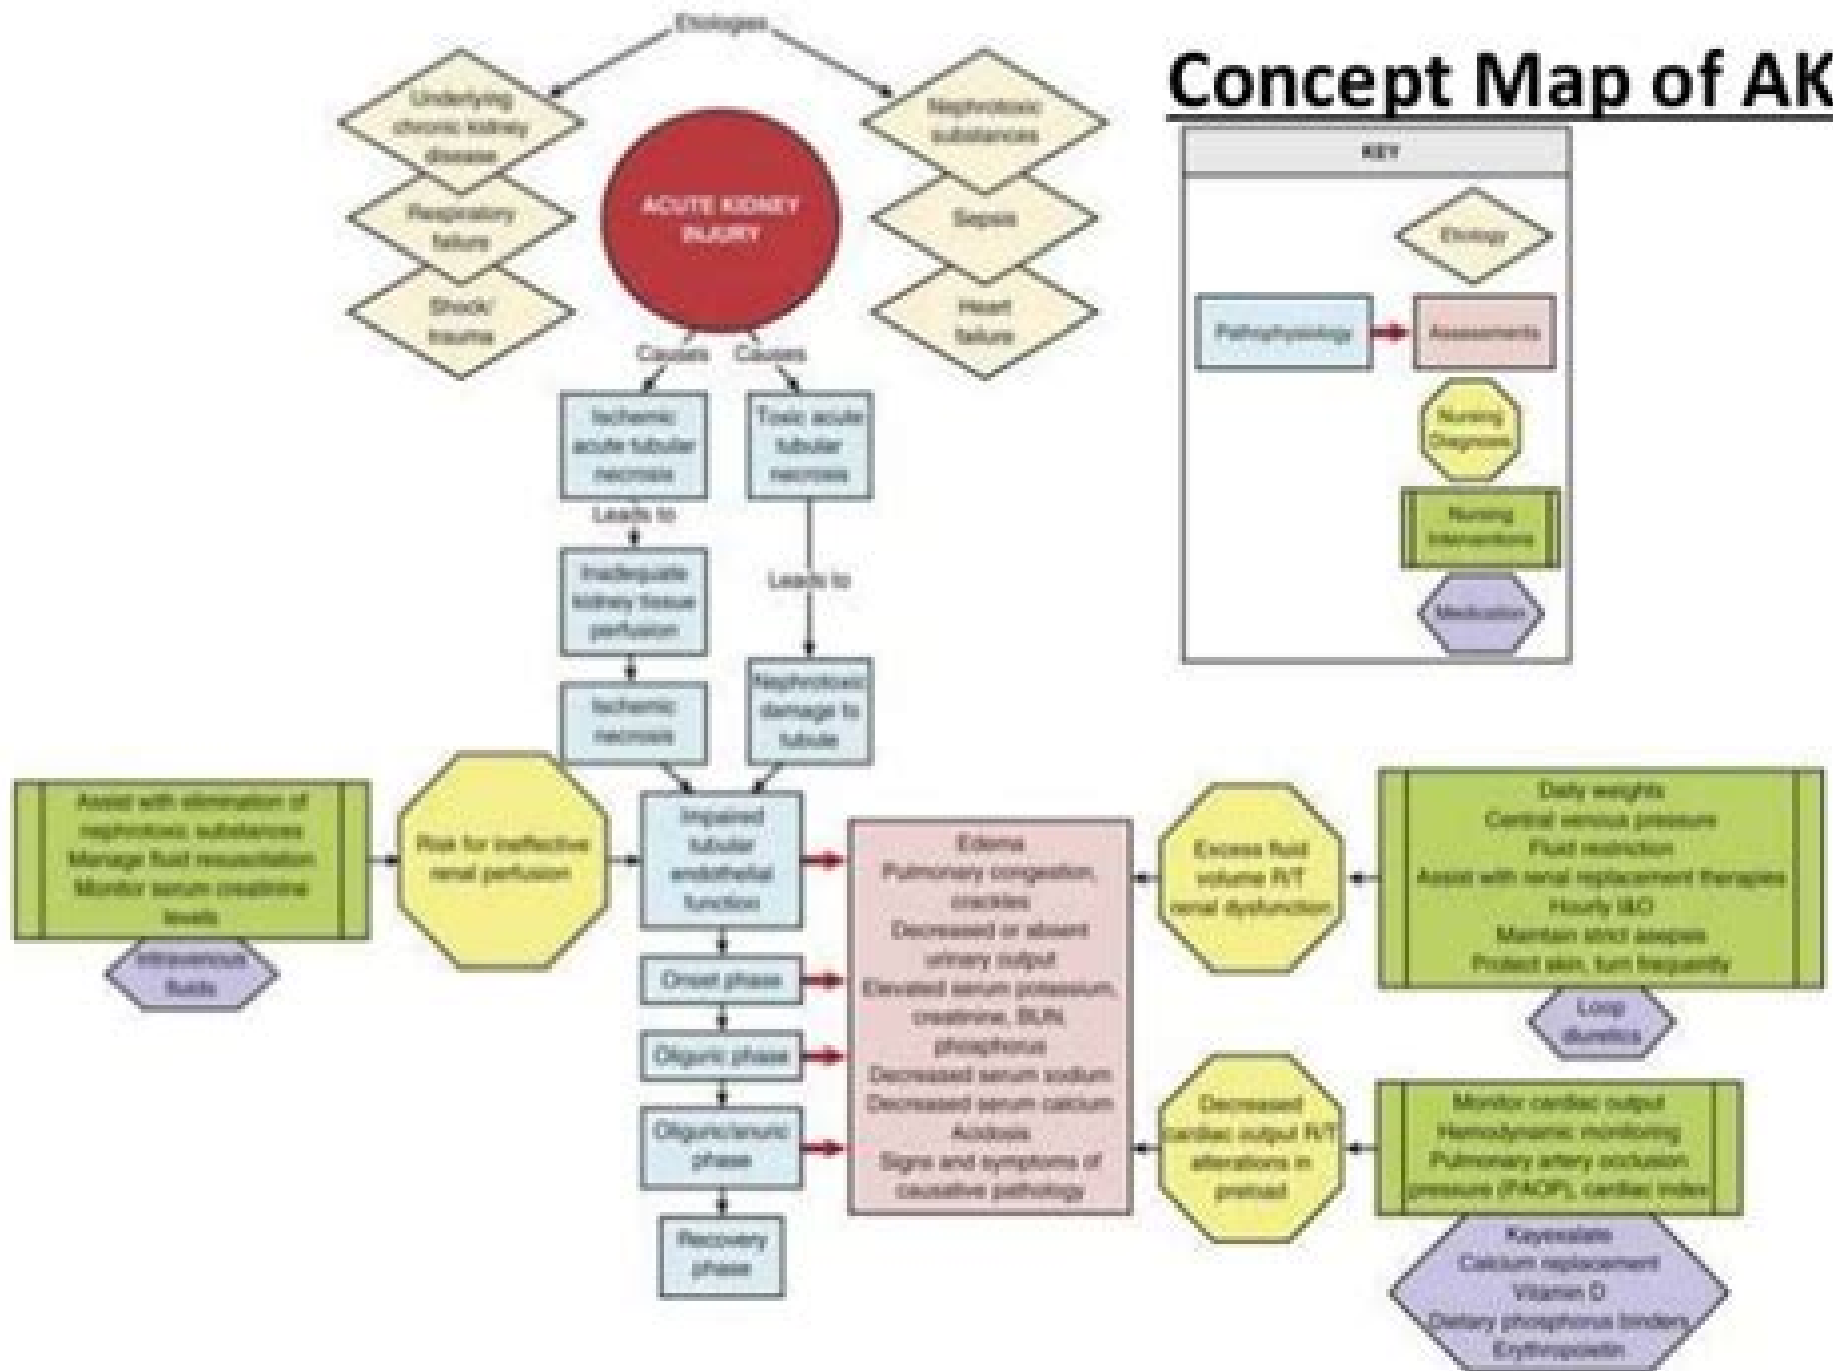 Etiologies
Concept Map of AK
Underlying
chronic kidney
disease
Respiratory
failure
Shock/
trauma
ACUTE KIDNEY
INJURY
Nephrotoxic
substances
Sepsis
Heart
failure
KEY
Etiology
Pathophysiology
Assessments
Nursing
Diagnosis
Nursing
Interventions
Medication
Causes
Causes
Ischemic
acute tubular
necrosis
Toxic acute
tubular
necrosis
Leads to
Leads to
Inadequate
kidney tissue
perfusion
Ischemic
necrosis
Nephrotoxic
damage to
tubule
Assist with elimination of
nephrotoxic substances
Manage fluid resuscitation
Monitor serum creatinine
levels
Intravenous
fluids
Risk for ineffective
renal perfusion
Impaired
tubular
endothelial
function
Onset phase
Oliguric phase
Oliguric/anuric
phase
Recovery
phase
Edema
Pulmonary congestion,
crackles
Decreased or absent
urinary output
Elevated serum potassium,
creatinine, BUN,
phosphorus
Decreased serum sodium
Decreased serum calcium
Acidosis
Signs and symptoms of
causative pathology
Excess fluid
volume R/T
renal dysfunction
Daily weights
Central venous pressure
Fluid restriction
Assist with renal replacement therapies
Hourly I&O
Maintain strict asepsis
Protect skin, turn frequently
Loop
diuretics
Decreased
cardiac output R/T
alterations in
preload
Monitor cardiac output
Hemodynamic monitoring
Pulmonary artery occlusion
pressure (PAOP), cardiac index
Kayexalate
Calcium replacement
Vitamin D
Dietary phosphorus binders
Erythropoietin